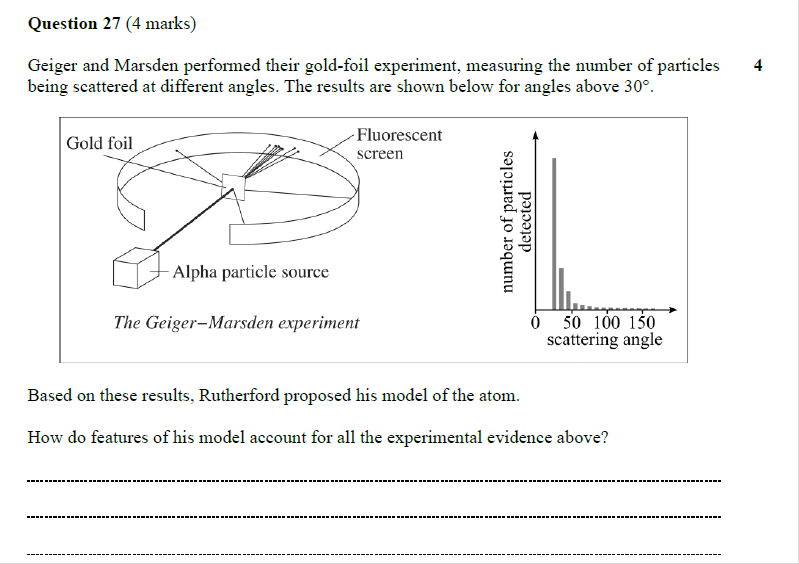 Question 27 (4 marks)
Geiger and Marsden performed their gold-foil experiment, measuring the number of particles 4
being scattered at different angles. The results are shown below for angles above 30°.
Gold foil
Fluorescent
screen
Alpha particle source
The Geiger–Marsden experiment
number of particles
detected
0 50 100 150
scattering angle
Based on these results, Rutherford proposed his model of the atom.
How do features of his model account for all the experimental evidence above?